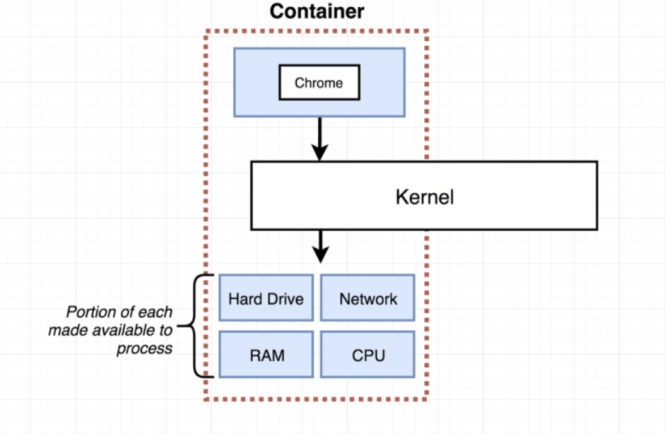 Container
Chrome
Kernel
Hard Drive
Network
Portion of each
made available to
process
RAM
CPU